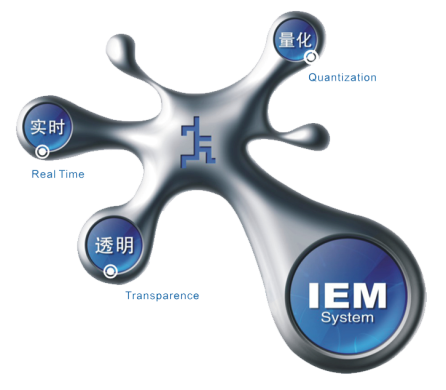 量化
Quantization
实时
Real Time
透明
Transparence
IEM
System